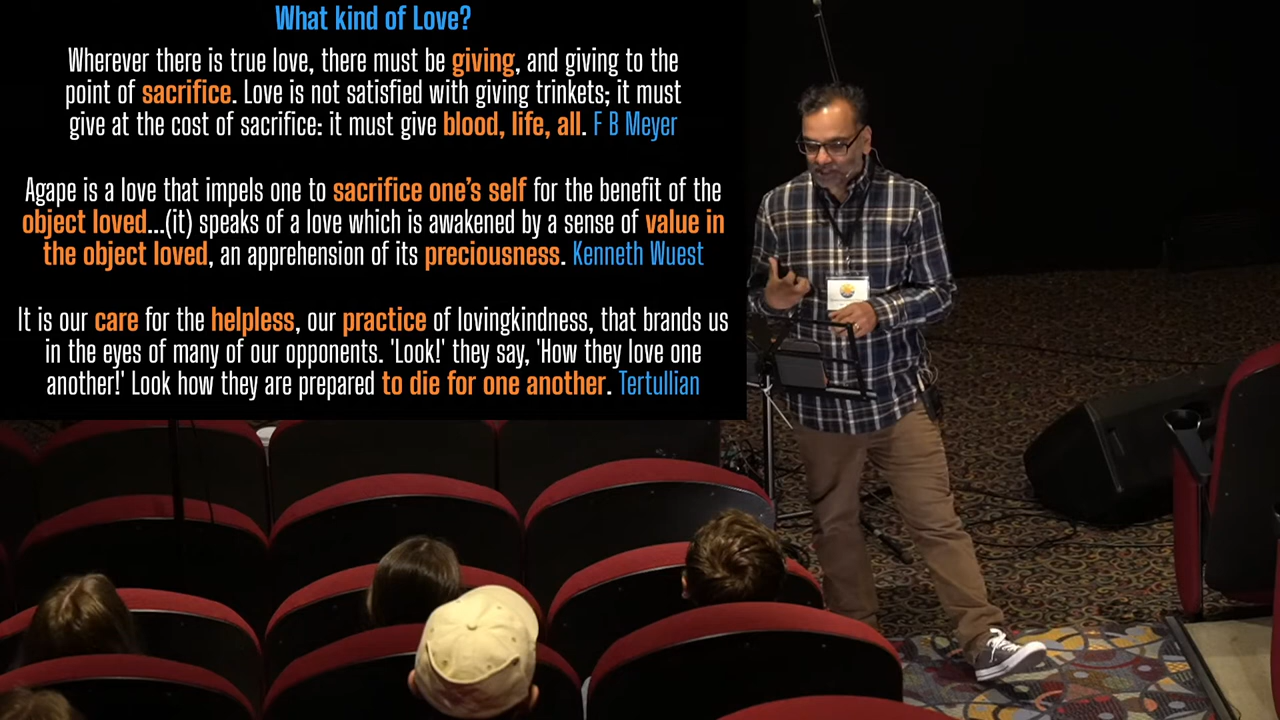 What kind of Love?
Wherever there is true love, there must be giving, and giving to the
point of sacrifice. Love is not satisfied with giving trinkets; it must
give at the cost of sacrifice: it must give blood, life, all. F B Meyer
Agape is a love that impels one to sacrifice one's self for the benefit of the
object loved...(it) speaks of a love which is awakened by a sense of value in
the object loved, an apprehension of its preciousness. Kenneth Wuest
It is our care for the helpless, our practice of lovingkindness, that brands us
in the eyes of many of our opponents. 'Look!' they say, 'How they love one
another!' Look how they are prepared to die for one another. Tertullian